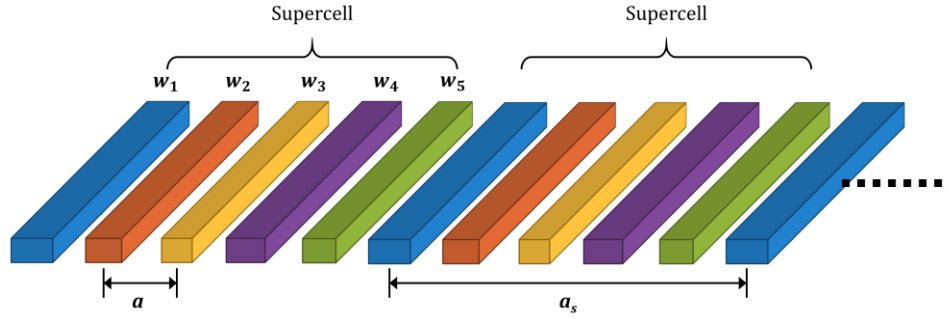 Supercell Supercell
w₁ w₂ w₃ w₄ w₅
a aₛ